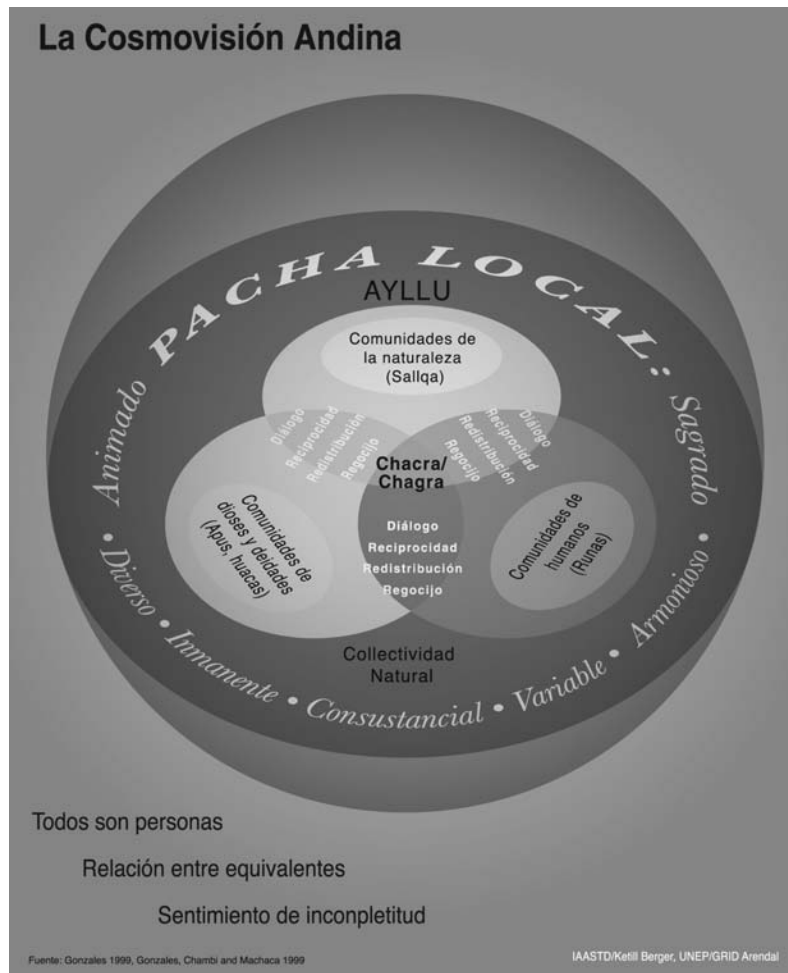 La Cosmovisión Andina
PACHA LOCAL:
AYLLU
Animado
Sagrado
Comunidades de
la naturaleza
(Sallqa)
Diálogo
Reciprocidad
Redistribución
Regocijo
Diálogo
Reciprocidad
Redistribución
Regocijo
Chacra/
Chagra
Comunidades de
dioses y deidades
(Apus, huacas)
Diálogo
Reciprocidad
Redistribución
Regocijo
Comunidades de
humanos
(Runas)
Collectividad
Natural
• Diverso • Inmanente • Consustancial • Variable • Armonioso •
Todos son personas
Relación entre equivalentes
Sentimiento de inconpletitud
Fuente: Gonzales 1999, Gonzales, Chambi and Machaca 1999
IAASTD/Ketill Berger, UNEP/GRID Arendal